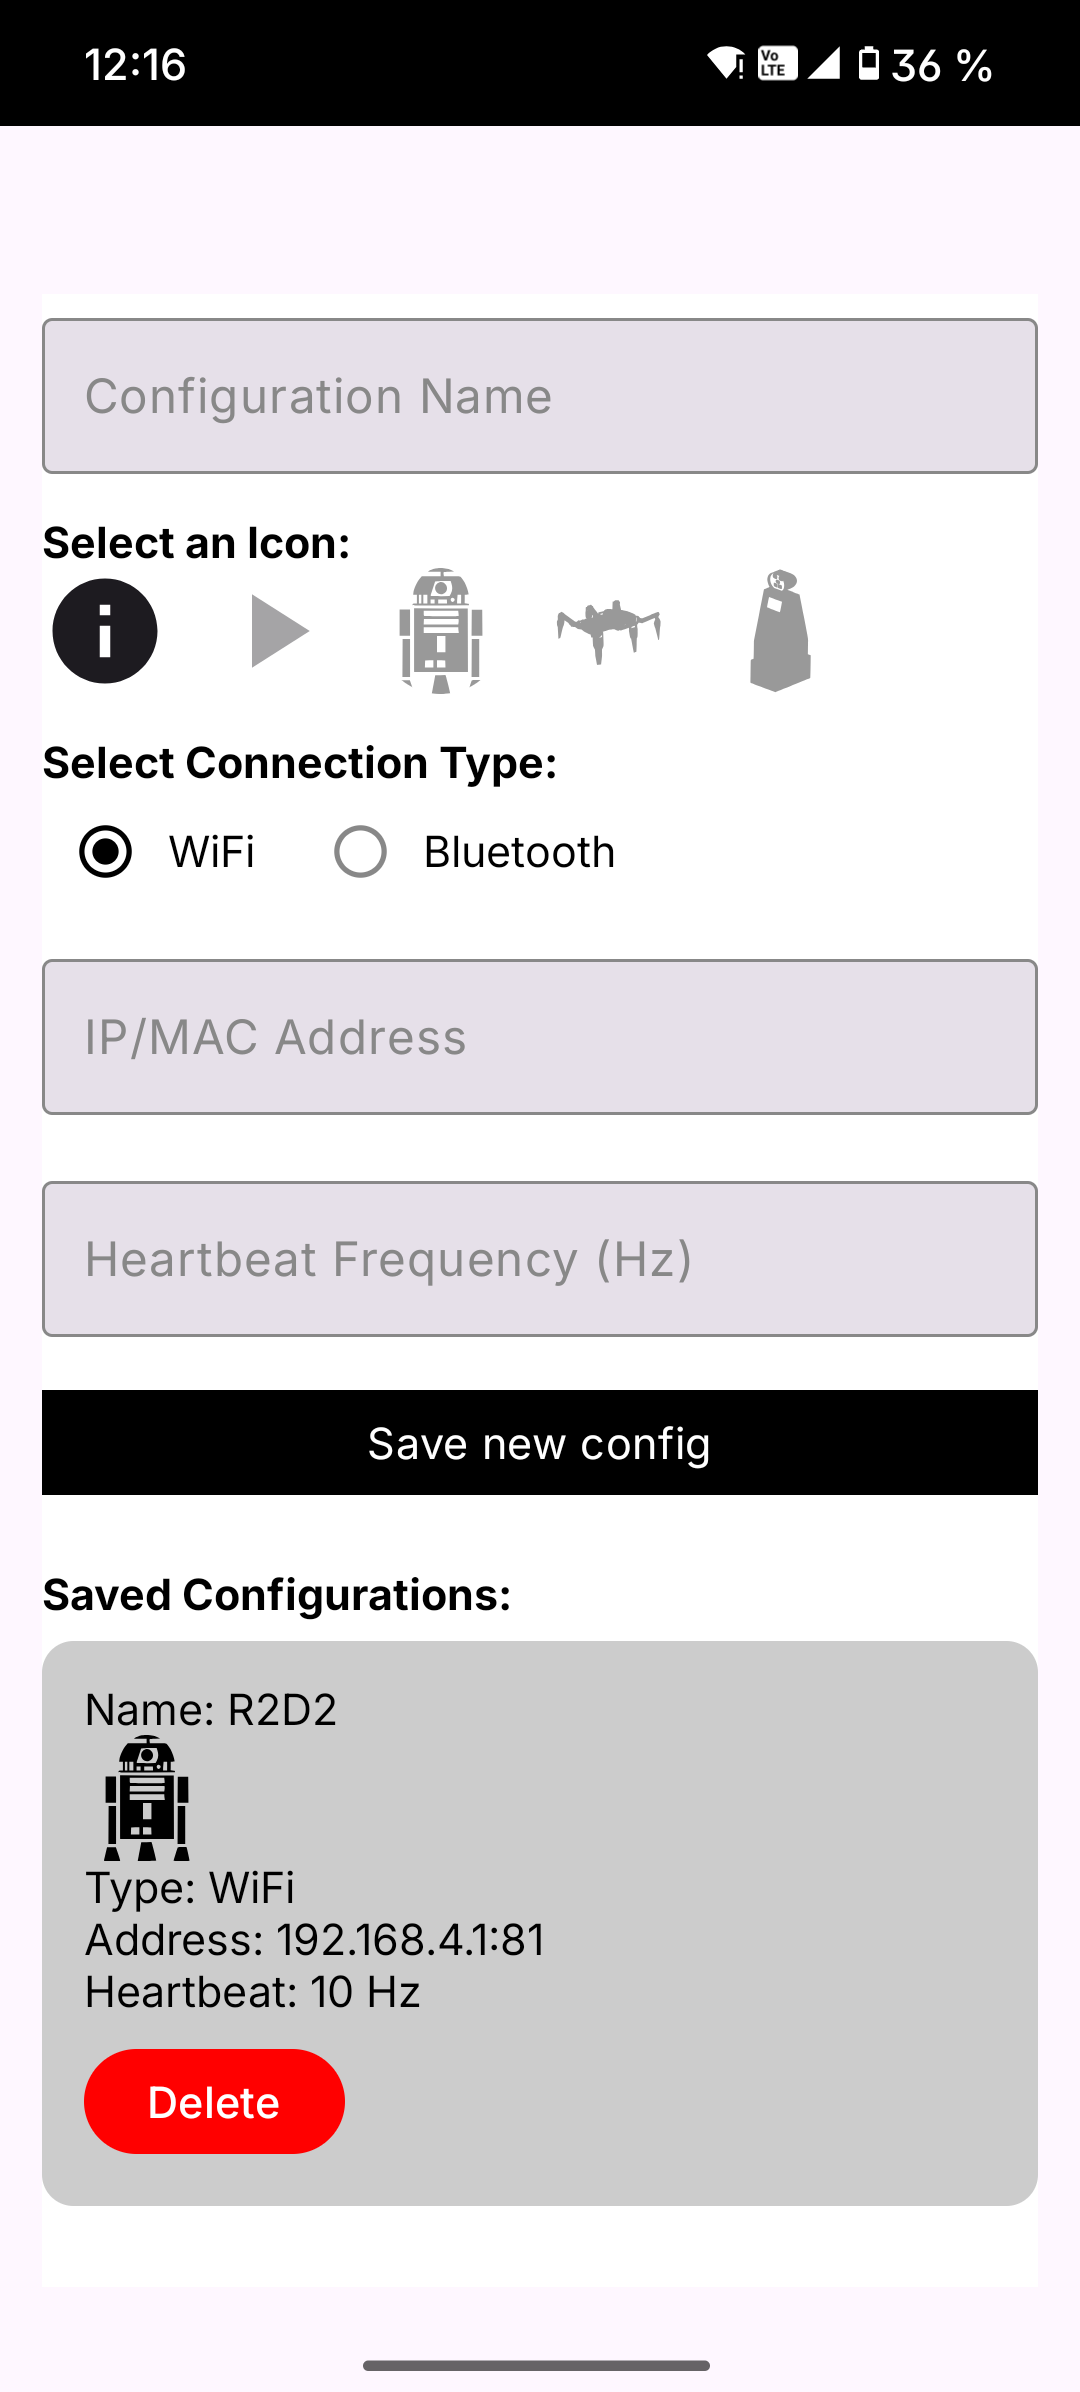 12:16
Vo LTE 36 %
Configuration Name
Select an Icon:
Select Connection Type:
WiFi Bluetooth
IP/MAC Address
Heartbeat Frequency (Hz)
Save new config
Saved Configurations:
Name: R2D2
Type: WiFi
Address: 192.168.4.1:81
Heartbeat: 10 Hz
Delete